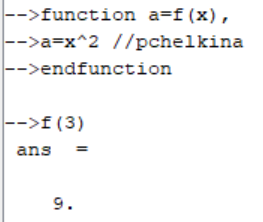 -->function a=f(x),
-->a=x^2 //pchelkina
-->endfunction
-->f(3)
ans =
9.